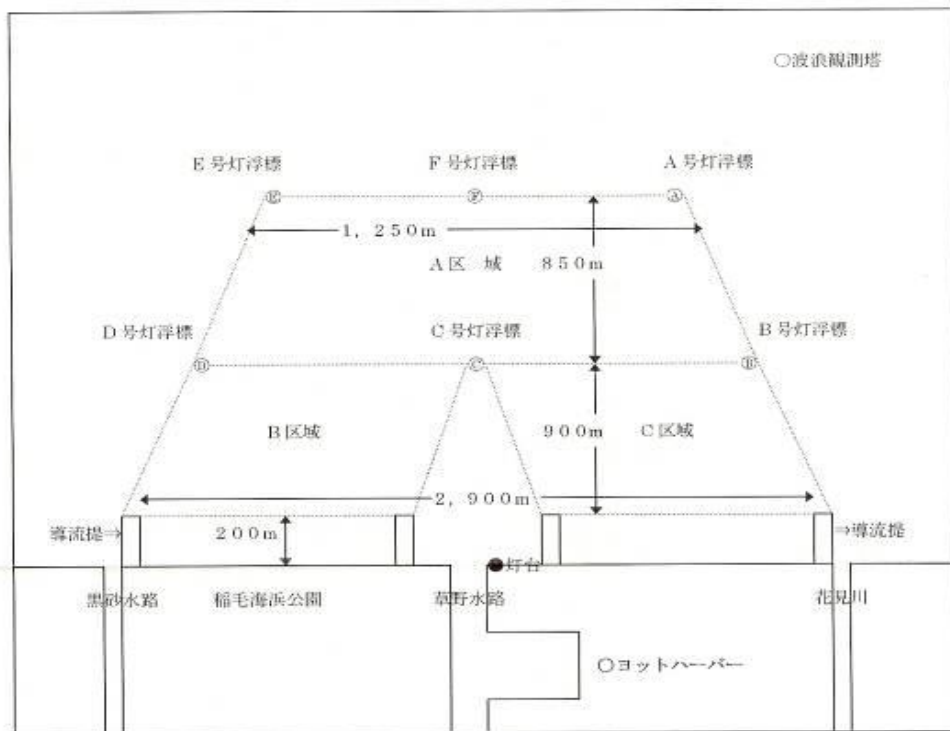 ○波浪観測塔
E号灯浮標 F号灯浮標 A号灯浮標
Ⓔ Ⓕ Ⓐ
1,250m
A区 域 850m
D号灯浮標 C号灯浮標 B号灯浮標
Ⓓ Ⓒ Ⓑ
B区域 900m C区域
2,900m
導流提⇒ 200m ⇒導流提
●灯台
黒砂水路 稲毛海浜公園 草野水路 花見川
○ヨットハーバー